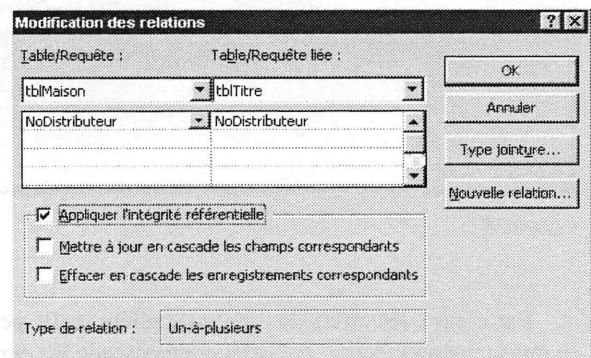 Modification des relations
Table/Requête :
Table/Requête liée :
tblMaison
tblTitre
NoDistributeur
NoDistributeur
Appliquer l'intégrité référentielle
Mettre à jour en cascade les champs correspondants
Effacer en cascade les enregistrements correspondants
Type de relation :
Un-à-plusieurs
OK
Annuler
Type jointure...
Nouvelle relation...